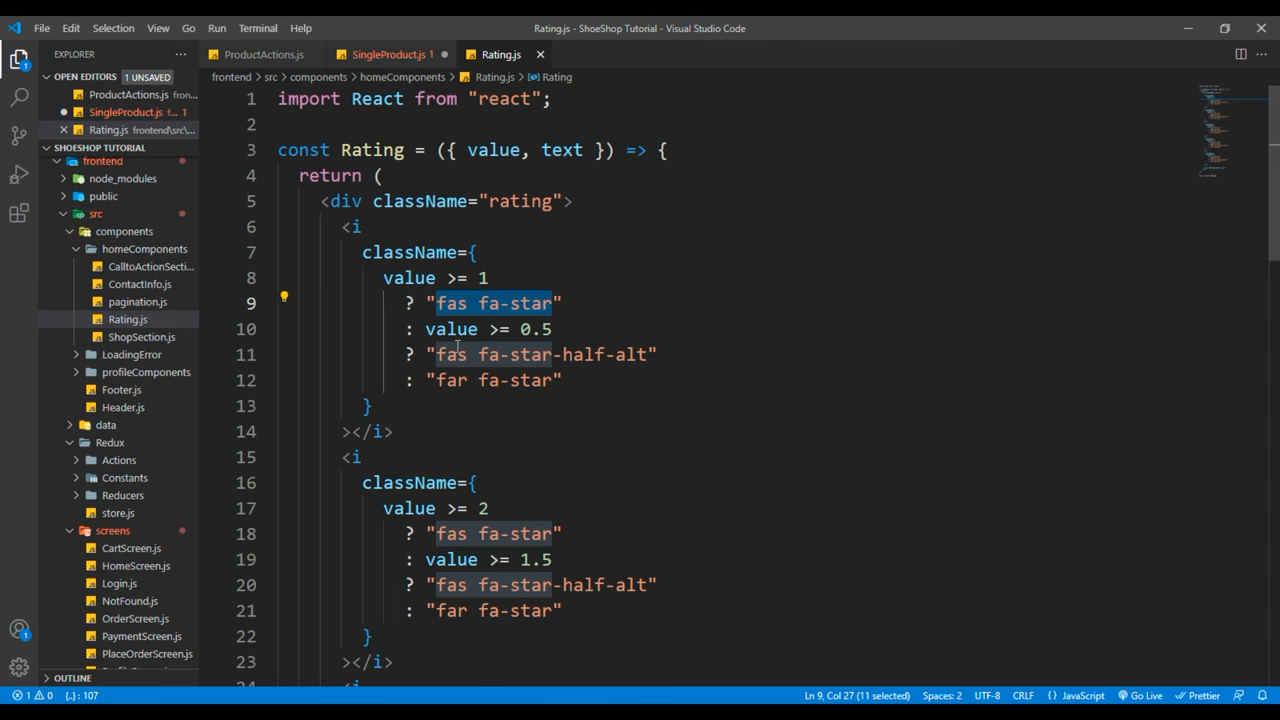 File Edit Selection View Go Run Terminal Help
Rating.js - ShoeShop Tutorial - Visual Studio Code
EXPLORER
ProductActions.js
SingleProduct.js 1
Rating.js
OPEN EDITORS 1 UNSAVED
ProductActions.js fron...
SingleProduct.js f... 1
Rating.js frontend\src\...
SHOESHOP TUTORIAL
frontend
node_modules
public
src
components
homeComponents
CalltoActionSecti...
ContactInfo.js
pagination.js
Rating.js
ShopSection.js
LoadingError
profileComponents
Footer.js
Header.js
data
Redux
Actions
Constants
Reducers
store.js
screens
CartScreen.js
HomeScreen.js
Login.js
NotFound.js
OrderScreen.js
PaymentScreen.js
PlaceOrderScreen.js
OUTLINE
frontend > src > components > homeComponents > Rating.js > Rating
1 import React from "react";
2
3 const Rating = ({ value, text }) => {
4 return (
5 <div className="rating">
6 <i
7 className={
8 value >= 1
9 ? "fas fa-star"
10 : value >= 0.5
11 ? "fas fa-star-half-alt"
12 : "far fa-star"
13 }
14 ></i>
15 <i
16 className={
17 value >= 2
18 ? "fas fa-star"
19 : value >= 1.5
20 ? "fas fa-star-half-alt"
21 : "far fa-star"
22 }
23 ></i>
1
1
1 0 {..} : 107
Ln 9, Col 27 (11 selected) Spaces: 2 UTF-8 CRLF {} JavaScript Go Live Prettier